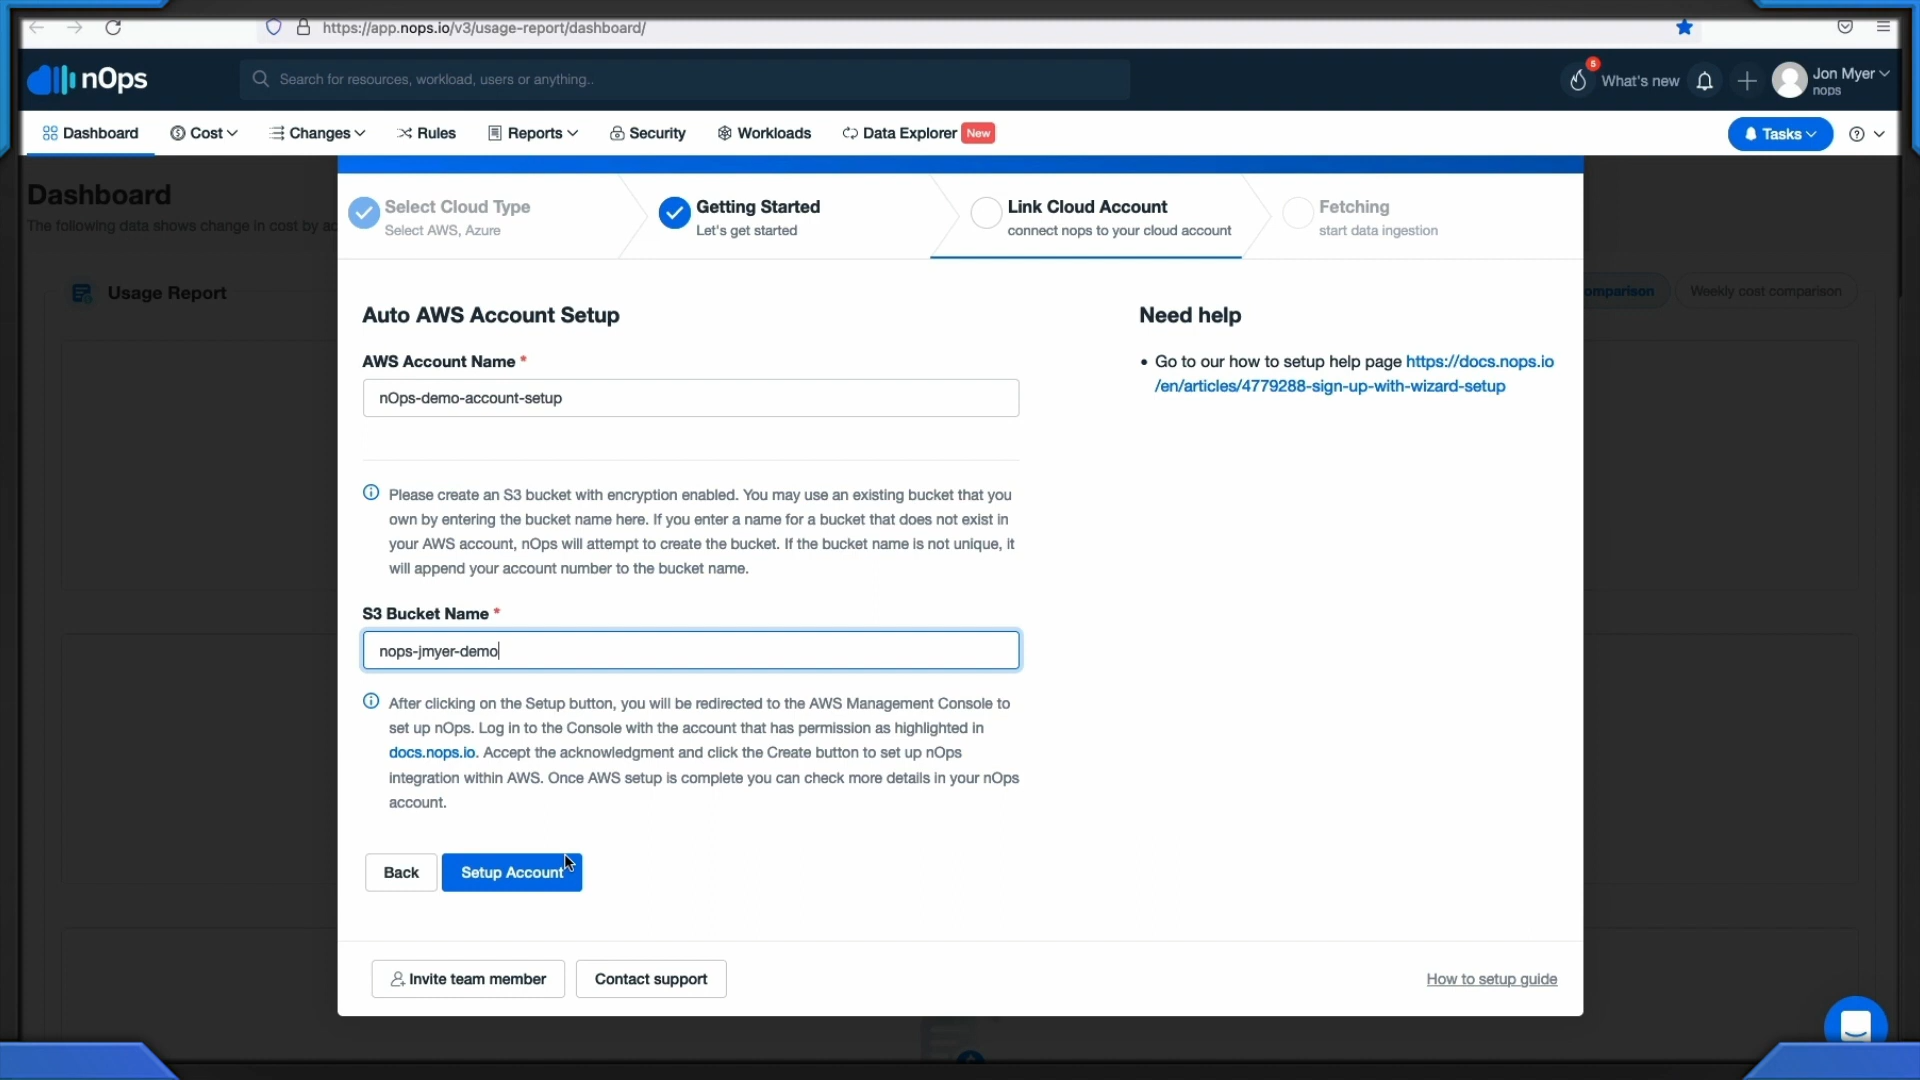 https://app.nops.io/v3/usage-report/dashboard/
nOps
Search for resources, workload, users or anything..
5
What's new
Jon Myer
nops
Dashboard
Cost
Changes
Rules
Reports
Security
Workloads
Data Explorer
New
Tasks
Dashboard
The following data shows change in cost by ac
Usage Report
omparison
Weekly cost comparison
Select Cloud Type
Select AWS, Azure
Getting Started
Let's get started
Link Cloud Account
connect nops to your cloud account
Fetching
start data ingestion
Auto AWS Account Setup
AWS Account Name *
nOps-demo-account-setup
Please create an S3 bucket with encryption enabled. You may use an existing bucket that you
own by entering the bucket name here. If you enter a name for a bucket that does not exist in
your AWS account, nOps will attempt to create the bucket. If the bucket name is not unique, it
will append your account number to the bucket name.
S3 Bucket Name *
nops-jmyer-demo
After clicking on the Setup button, you will be redirected to the AWS Management Console to
set up nOps. Log in to the Console with the account that has permission as highlighted in
docs.nops.io. Accept the acknowledgment and click the Create button to set up nOps
integration within AWS. Once AWS setup is complete you can check more details in your nOps
account.
Back
Setup Account
Need help
• Go to our how to setup help page https://docs.nops.io
/en/articles/4779288-sign-up-with-wizard-setup
Invite team member
Contact support
How to setup guide